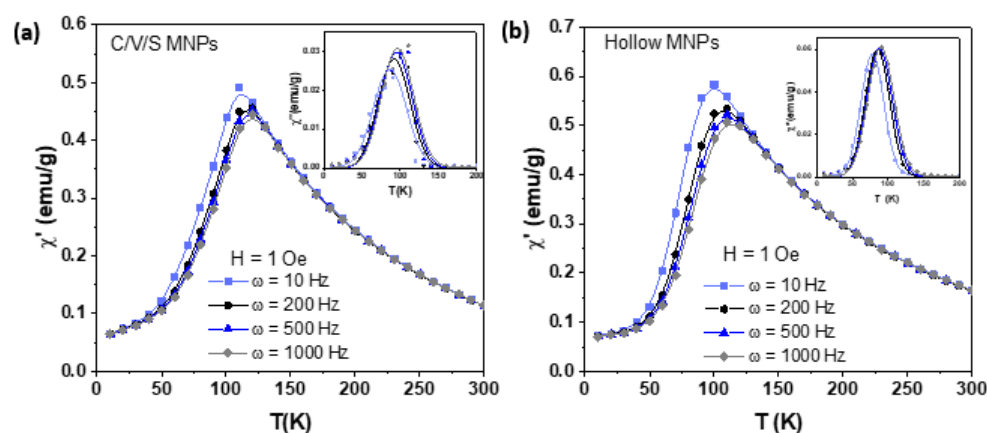 (a)
C/V/S MNPs
χ' (emu/g)
0.6
0.5
0.4
0.3
0.2
0.1
0.0
0 50 100 150 200 250 300
T(K)
H = 1 Oe
ω = 10 Hz
ω = 200 Hz
ω = 500 Hz
ω = 1000 Hz
χ''(emu/g)
0.03
0.02
0.01
0.00
0 50 100 150 200
T(K)
(b)
Hollow MNPs
χ' (emu/g)
0.7
0.6
0.5
0.4
0.3
0.2
0.1
0.0
0 50 100 150 200 250 300
T (K)
H = 1 Oe
ω = 10 Hz
ω = 200 Hz
ω = 500 Hz
ω = 1000 Hz
χ''(emu/g)
0.06
0.04
0.02
0.00
0 50 100 150 200
T (K)